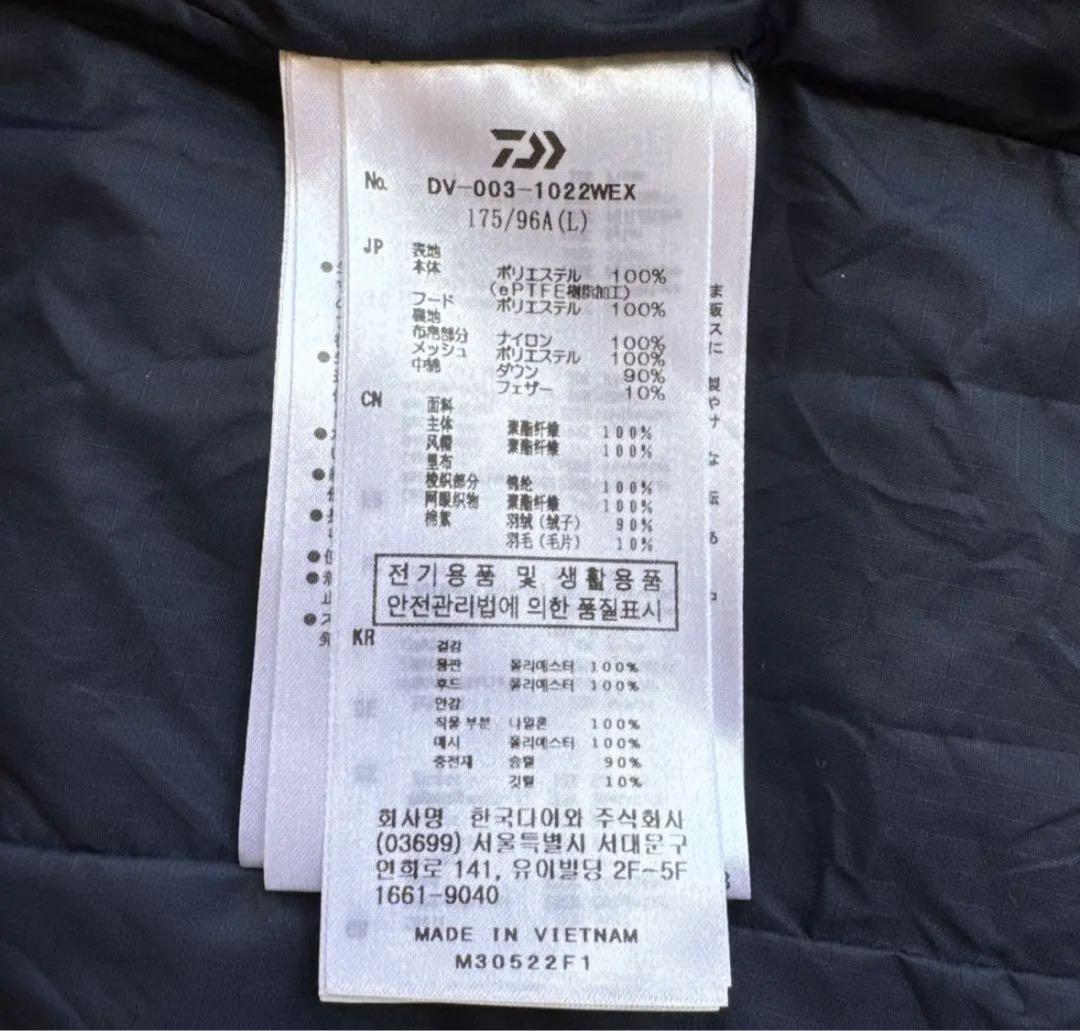 No. DV-003-1022WEX
175/96A(L)
JP 表地
本体 ポリエステル 100%
(ePTFE樹脂加工)
フード ポリエステル 100%
裏地
布帛部分 ナイロン 100%
メッシュ ポリエステル 100%
中綿 ダウン 90%
フェザー 10%
CN 面料
主体 聚酯纤维 100%
风帽 聚酯纤维 100%
里布
梭织部分 锦纶 100%
网眼织物 聚酯纤维 100%
棉絮 羽绒(绒子) 90%
羽毛(毛片) 10%
전기용품 및 생활용품
안전관리법에 의한 품질표시
KR 겉감
몸판 폴리에스터 100%
후드 폴리에스터 100%
안감
직물 부분 나일론 100%
메시 폴리에스터 100%
충전재 솜털 90%
깃털 10%
회사명 한국다이와 주식회사
(03699) 서울특별시 서대문구
연희로 141, 유이빌딩 2F~5F
1661-9040
MADE IN VIETNAM
M30522F1